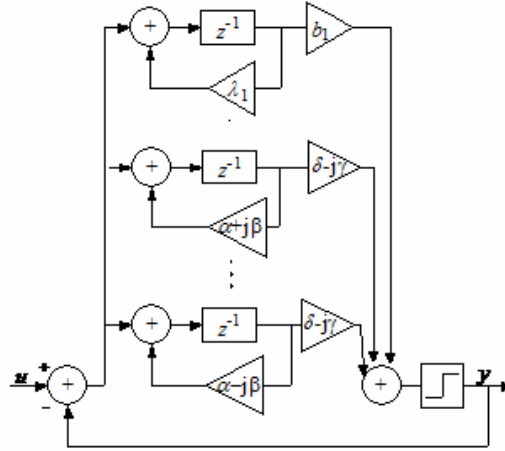 + z⁻¹ b₁
λ₁
+ z⁻¹ δ-jγ
α+jβ
+ z⁻¹ δ-jγ
α-jβ
u + + + y
−